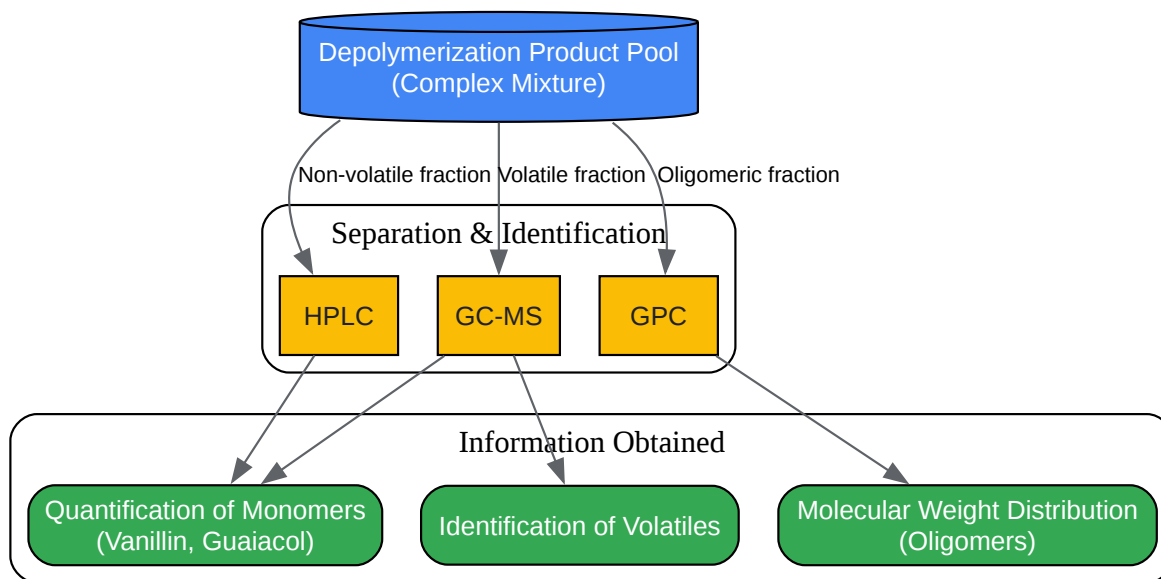 Depolymerization Product Pool
(Complex Mixture)
Non-volatile fraction
Volatile fraction
Oligomeric fraction
Separation & Identification
HPLC
GC-MS
GPC
Information Obtained
Quantification of Monomers
(Vanillin, Guaiacol)
Identification of Volatiles
Molecular Weight Distribution
(Oligomers)